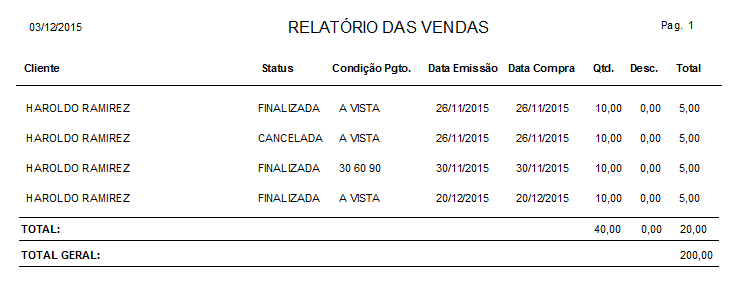 03/12/2015 RELATÓRIO DAS VENDAS Pag. 1
Cliente Status Condição Pgto. Data Emissão Data Compra Qtd. Desc. Total
HAROLDO RAMIREZ FINALIZADA A VISTA 26/11/2015 26/11/2015 10,00 0,00 5,00
HAROLDO RAMIREZ CANCELADA A VISTA 26/11/2015 26/11/2015 10,00 0,00 5,00
HAROLDO RAMIREZ FINALIZADA 30 60 90 30/11/2015 30/11/2015 10,00 0,00 5,00
HAROLDO RAMIREZ FINALIZADA A VISTA 20/12/2015 20/12/2015 10,00 0,00 5,00
TOTAL: 40,00 0,00 20,00
TOTAL GERAL: 200,00